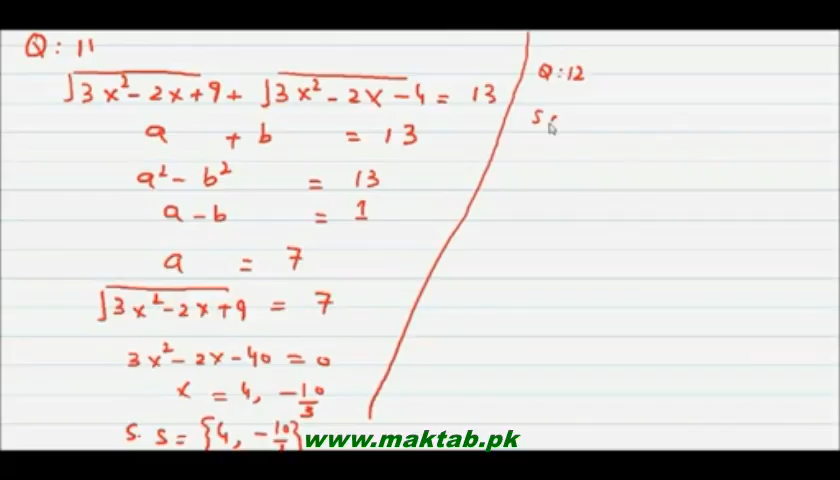 Q : 11
√3x² - 2x + 9 + √3x² - 2x - 4 = 13
a + b = 13
a² - b² = 13
a - b = 1
a = 7
√3x² - 2x + 9 = 7
3x² - 2x - 40 = 0
x = 4, -10/3
S. S = {4, -10/3}
Q : 12
S.
www.maktab.pk